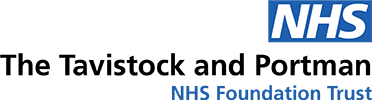 NHS
The Tavistock and Portman
NHS Foundation Trust